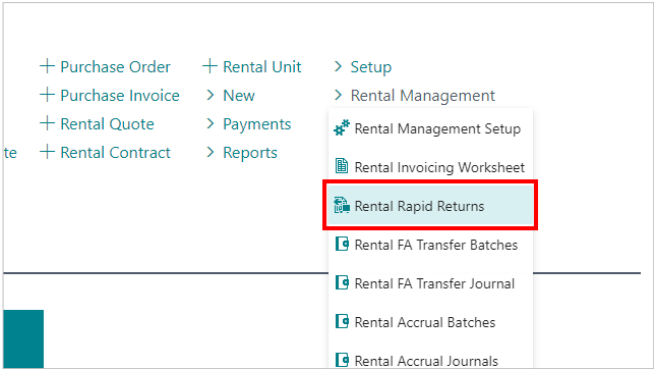 + Purchase Order + Rental Unit > Setup
+ Purchase Invoice > New > Rental Management
+ Rental Quote > Payments
te + Rental Contract > Reports
Rental Management Setup
Rental Invoicing Worksheet
Rental Rapid Returns
Rental FA Transfer Batches
Rental FA Transfer Journal
Rental Accrual Batches
Rental Accrual Journals